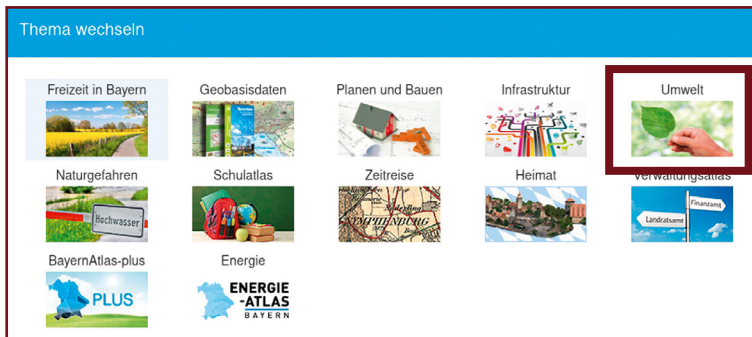 Thema wechseln
Freizeit in Bayern Geobasisdaten Planen und Bauen Infrastruktur Umwelt
Naturgefahren Schulatlas Zeitreise Heimat Verwaltungsatlas
Hochwasser NYMPHENBURG Finanzamt
Landratsamt
BayernAtlas-plus Energie
PLUS ENERGIE
-ATLAS
BAYERN